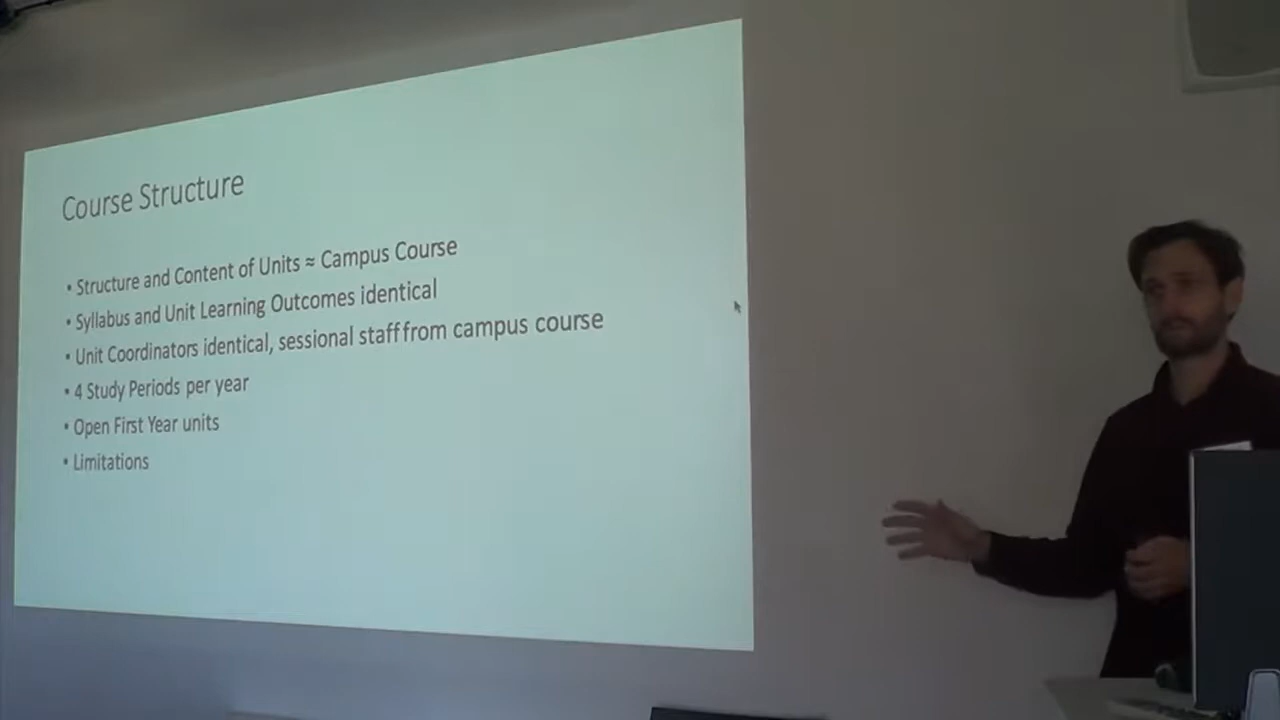 Course Structure
• Structure and Content of Units ≈ Campus Course
• Syllabus and Unit Learning Outcomes identical
• Unit Coordinators identical, sessional staff from campus course
• 4 Study Periods per year
• Open First Year units
• Limitations